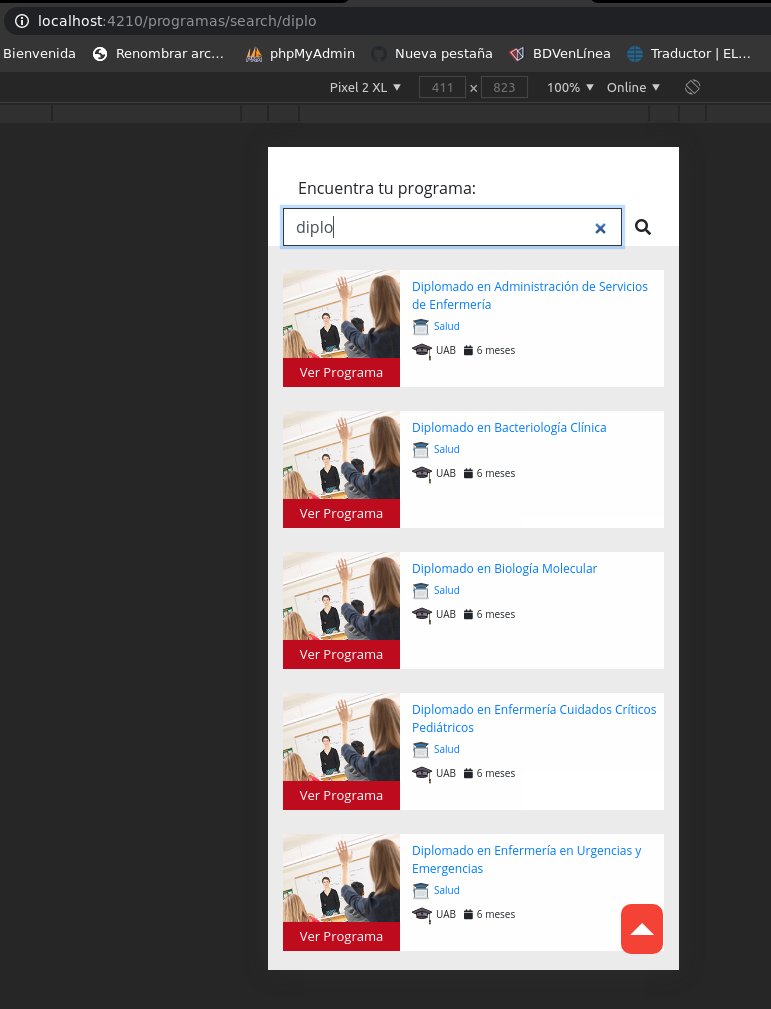 localhost:4210/programas/search/diplo
Bienvenida Renombrar arc... phpMyAdmin Nueva pestaña BDVenLínea Traductor | EL...
Pixel 2 XL ▼ 411 × 823 100% ▼ Online ▼
Encuentra tu programa:
diplo
Diplomado en Administración de Servicios
de Enfermería
Salud
UAB 6 meses
Ver Programa
Diplomado en Bacteriología Clínica
Salud
UAB 6 meses
Ver Programa
Diplomado en Biología Molecular
Salud
UAB 6 meses
Ver Programa
Diplomado en Enfermería Cuidados Críticos
Pediátricos
Salud
UAB 6 meses
Ver Programa
Diplomado en Enfermería en Urgencias y
Emergencias
Salud
UAB 6 meses
Ver Programa